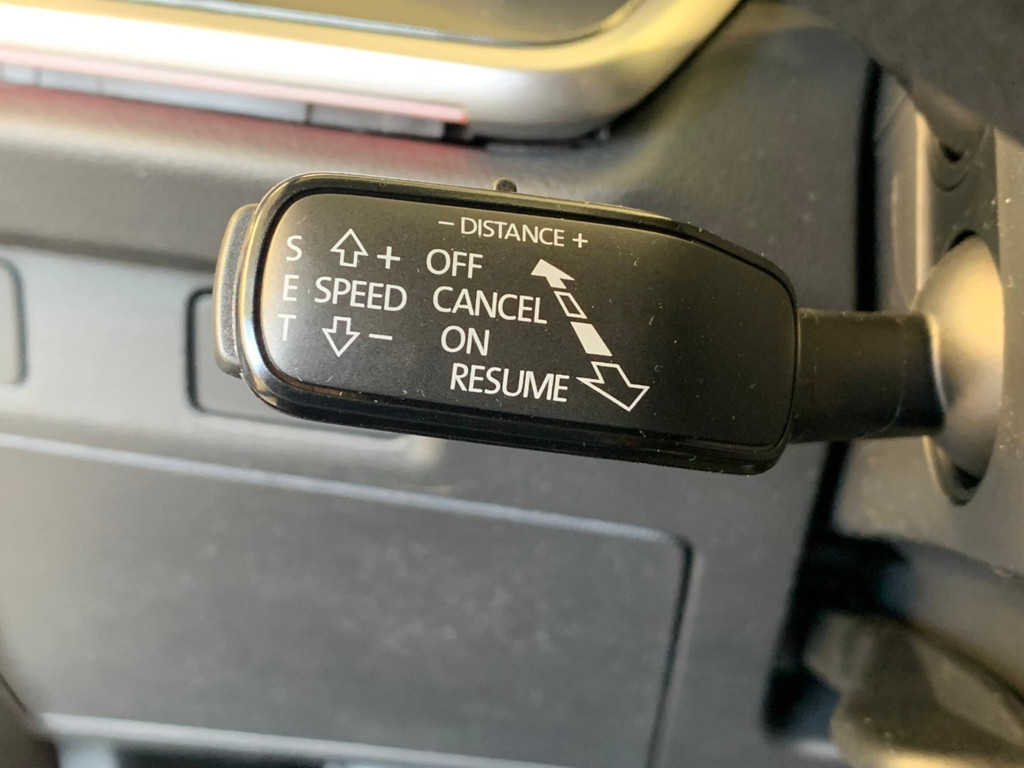 – DISTANCE +
S + OFF
E SPEED CANCEL
T – ON
RESUME